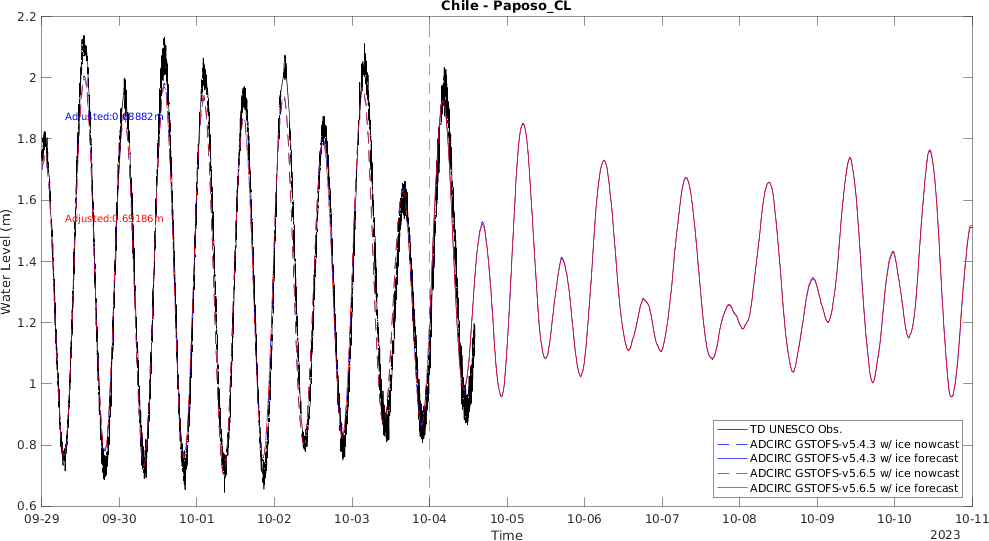 Chile - Paposo_CL
2.2
2
1.8
1.6
1.4
1.2
1
0.8
0.6
Water Level (m)
Adjusted:0.68882m
Adjusted:0.69186m
TD UNESCO Obs.
ADCIRC GSTOFS-v5.4.3 w/ ice nowcast
ADCIRC GSTOFS-v5.4.3 w/ ice forecast
ADCIRC GSTOFS-v5.6.5 w/ ice nowcast
ADCIRC GSTOFS-v5.6.5 w/ ice forecast
09-29 09-30 10-01 10-02 10-03 10-04 10-05 10-06 10-07 10-08 10-09 10-10 10-11
Time
2023